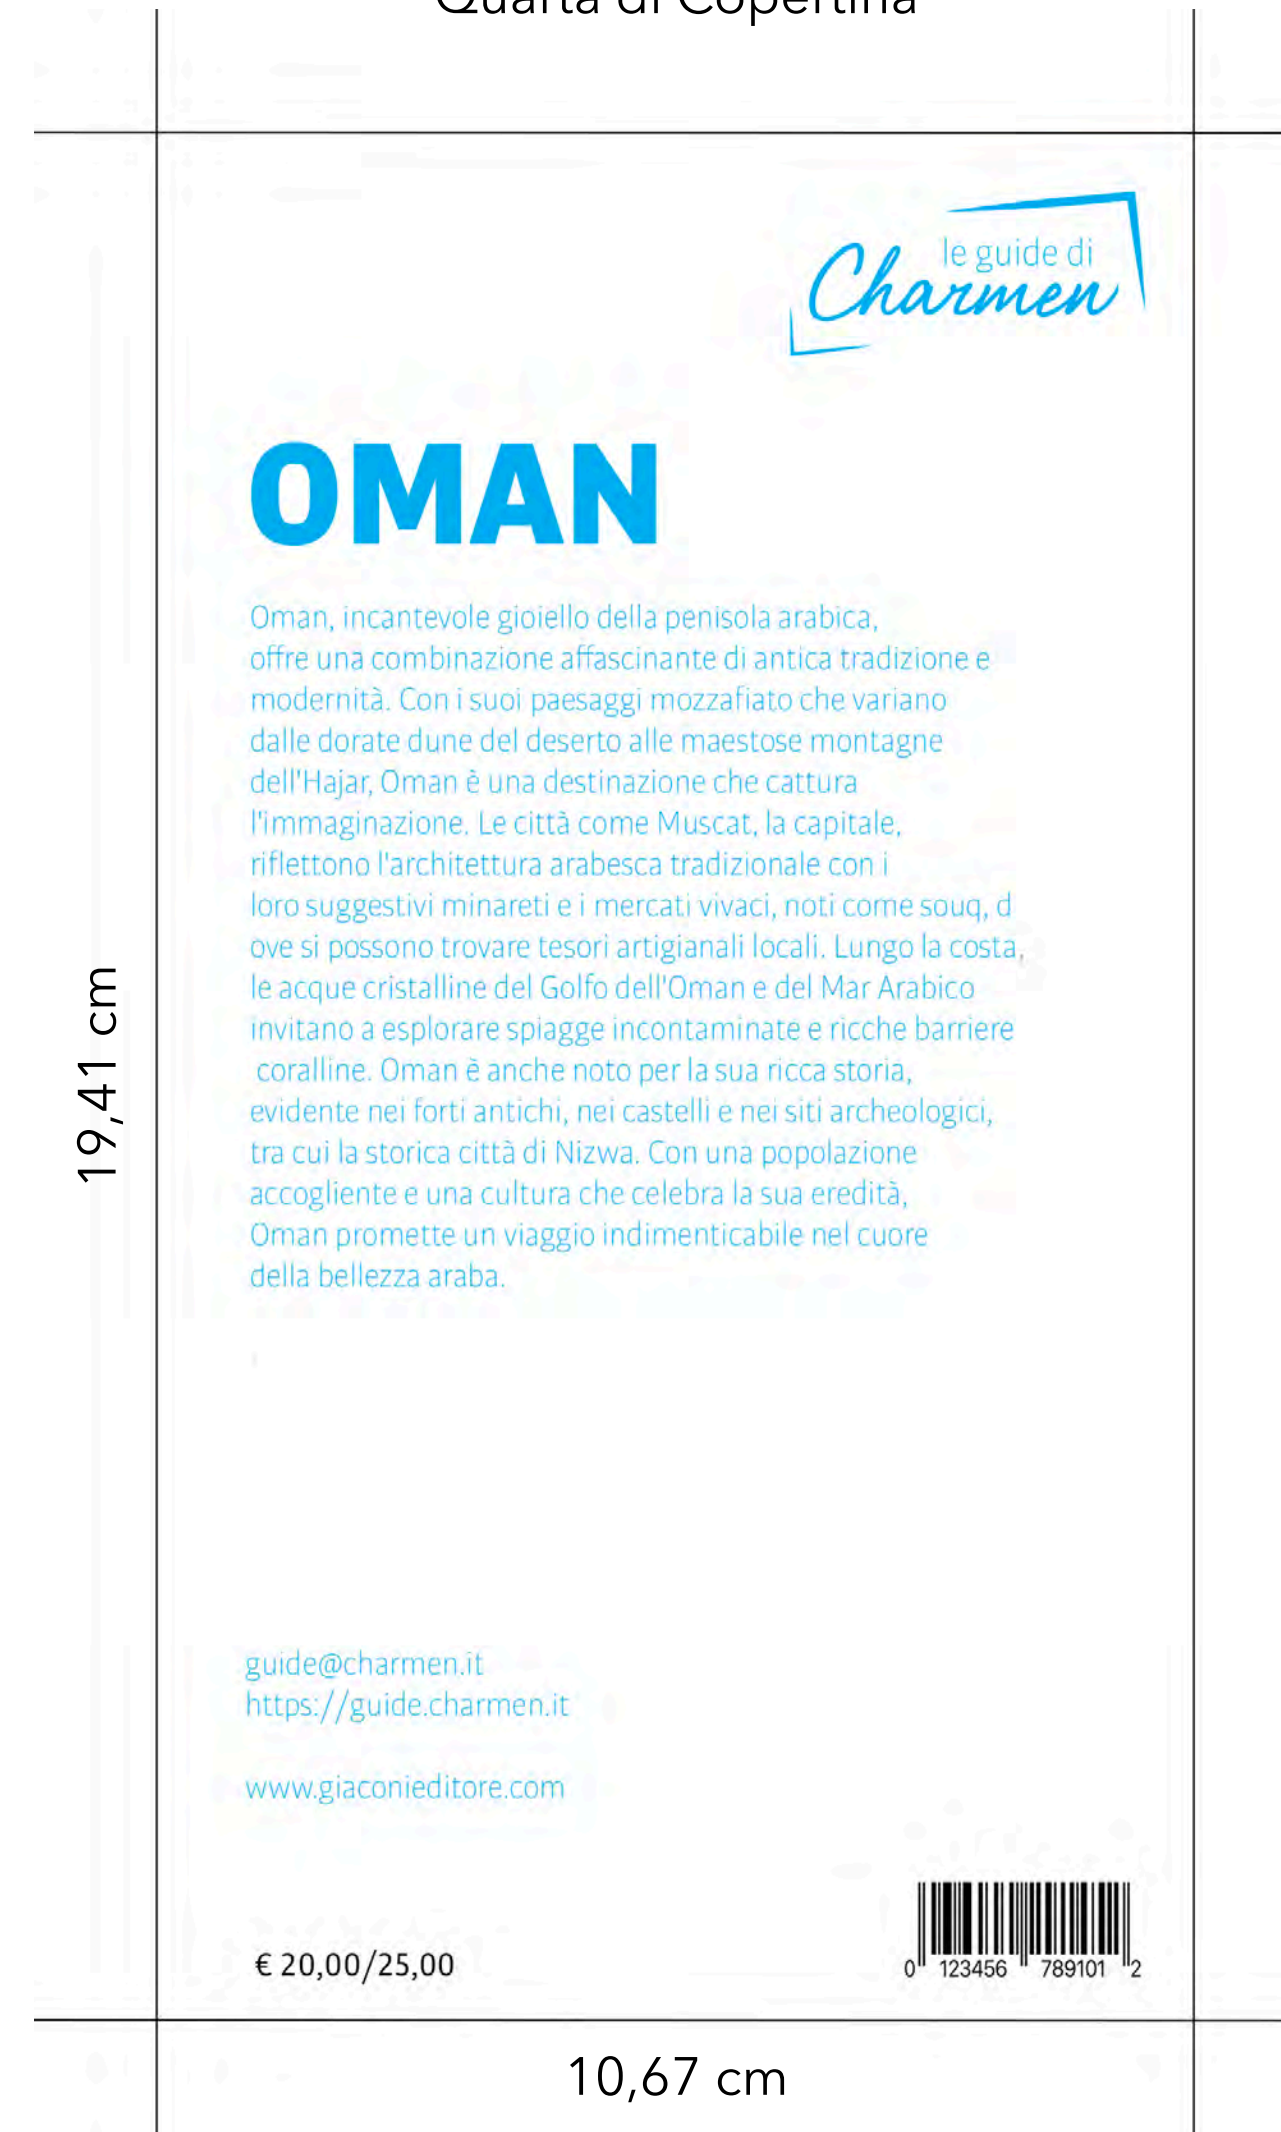 Quarta di Copertina
le guide di
Charmen
OMAN
Oman, incantevole gioiello della penisola arabica,
offre una combinazione affascinante di antica tradizione e
modernità. Con i suoi paesaggi mozzafiato che variano
dalle dorate dune del deserto alle maestose montagne
dell'Hajar, Oman è una destinazione che cattura
l'immaginazione. Le città come Muscat, la capitale,
riflettono l'architettura arabesca tradizionale con i
loro suggestivi minareti e i mercati vivaci, noti come souq, d
ove si possono trovare tesori artigianali locali. Lungo la costa,
le acque cristalline del Golfo dell'Oman e del Mar Arabico
invitano a esplorare spiagge incontaminate e ricche barriere
coralline. Oman è anche noto per la sua ricca storia,
evidente nei forti antichi, nei castelli e nei siti archeologici,
tra cui la storica città di Nizwa. Con una popolazione
accogliente e una cultura che celebra la sua eredità,
Oman promette un viaggio indimenticabile nel cuore
della bellezza araba.
19,41 cm
guide@charmen.it
https://guide.charmen.it
www.giaconieditore.com
€ 20,00/25,00
0 123456 789101 2
10,67 cm